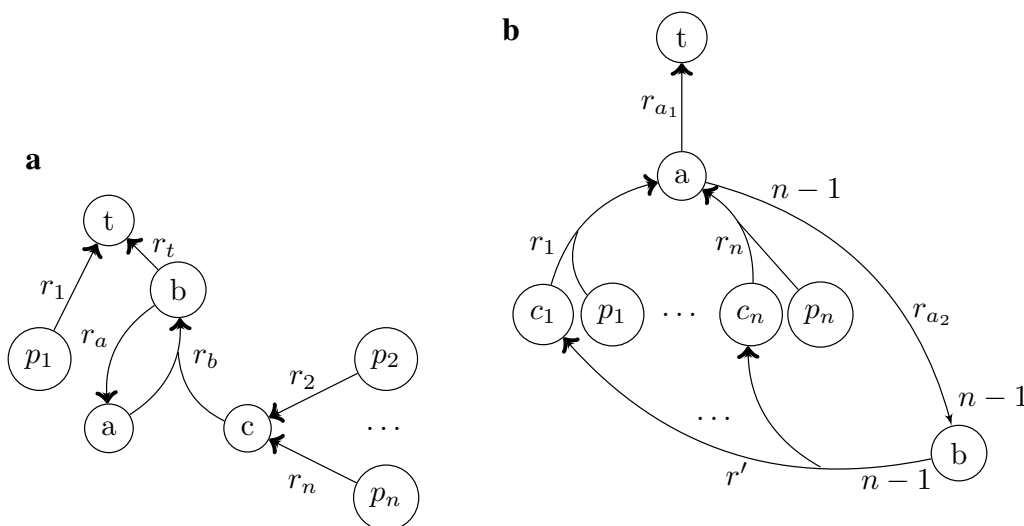 a
t
r_t
r_1
b
p_1
r_a
r_b
a
c
r_2
p_2
...
r_n
p_n
b
t
r_{a_1}
a
n − 1
r_1
r_n
c_1
p_1
...
c_n
p_n
r_{a_2}
...
n − 1
b
r'
n − 1